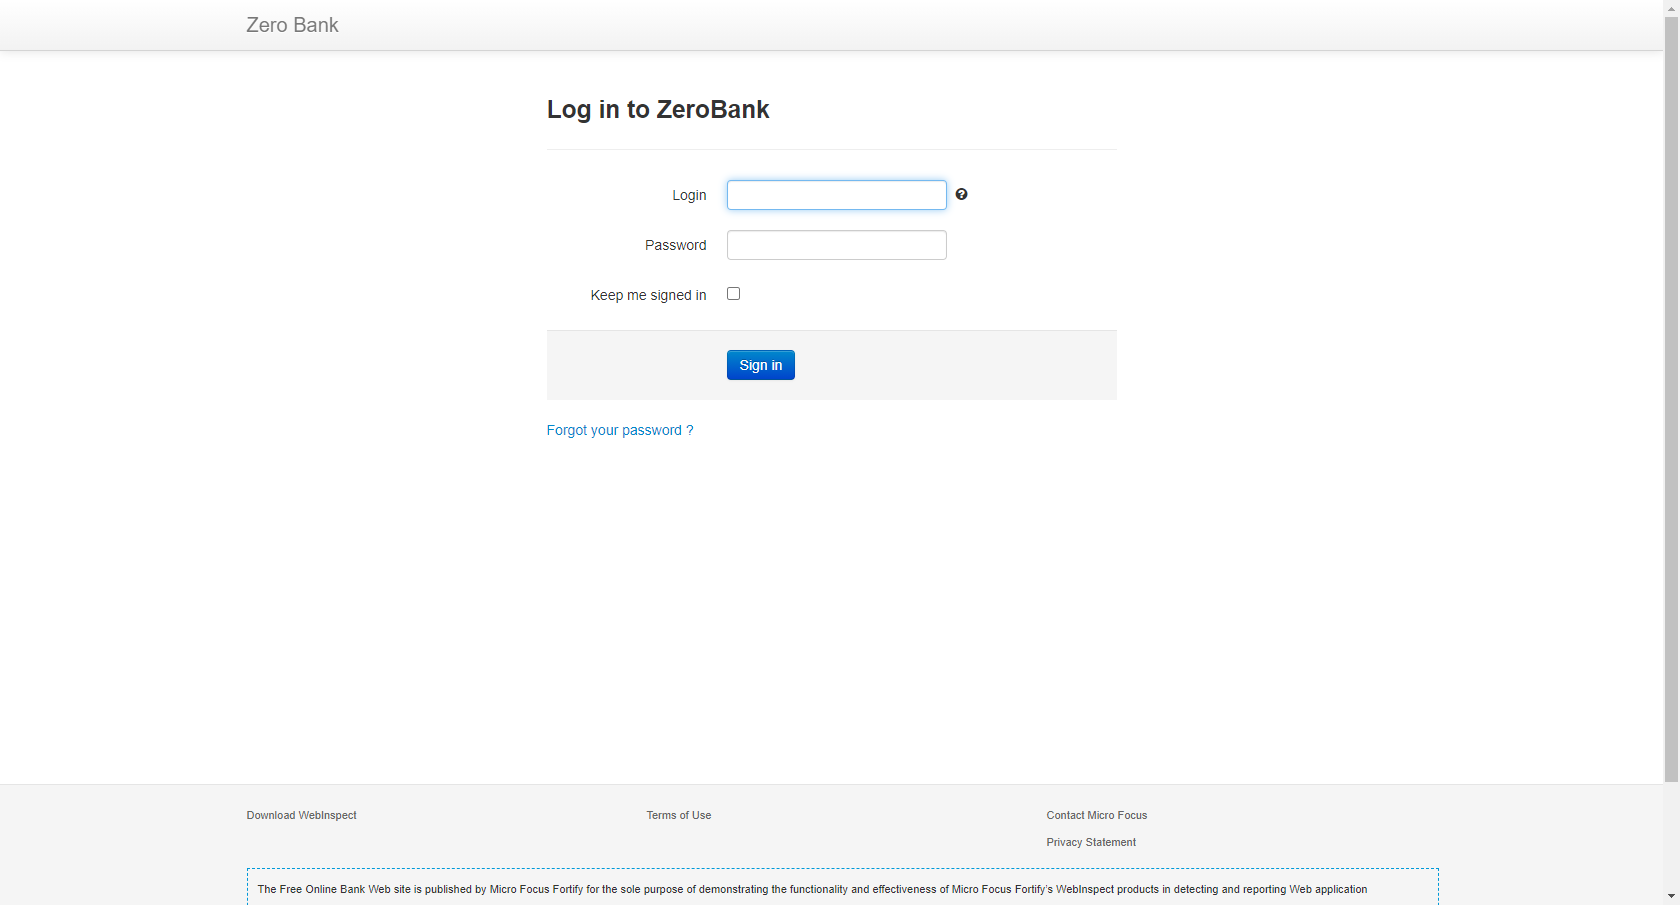 Zero Bank
Log in to ZeroBank
Login
Password
Keep me signed in
Sign in
Forgot your password ?
Download WebInspect
Terms of Use
Contact Micro Focus
Privacy Statement
The Free Online Bank Web site is published by Micro Focus Fortify for the sole purpose of demonstrating the functionality and effectiveness of Micro Focus Fortify's WebInspect products in detecting and reporting Web application